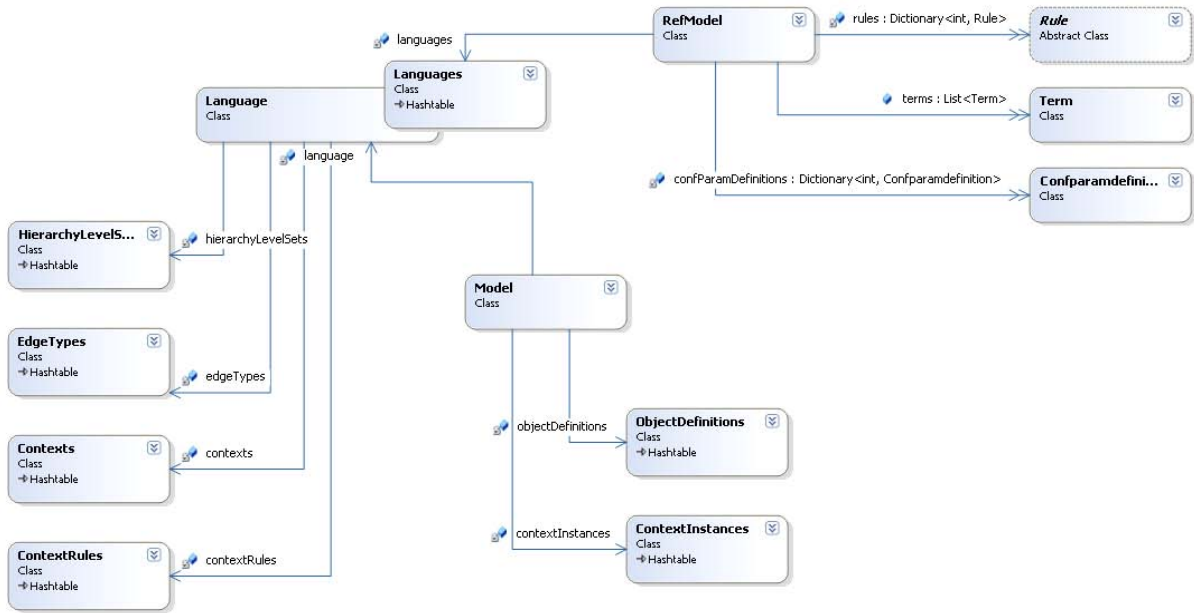 RefModel
Class
rules : Dictionary<int, Rule>
Rule
Abstract Class
languages
Languages
Class
Hashtable
Language
Class
terms : List<Term>
Term
Class
language
confParamDefinitions : Dictionary<int, Confparamdefinition>
Confparamdefini...
Class
HierarchyLevelS...
Class
Hashtable
hierarchyLevelSets
Model
Class
EdgeTypes
Class
Hashtable
edgeTypes
objectDefinitions
ObjectDefinitions
Class
Hashtable
Contexts
Class
Hashtable
contexts
contextInstances
ContextInstances
Class
Hashtable
ContextRules
Class
Hashtable
contextRules